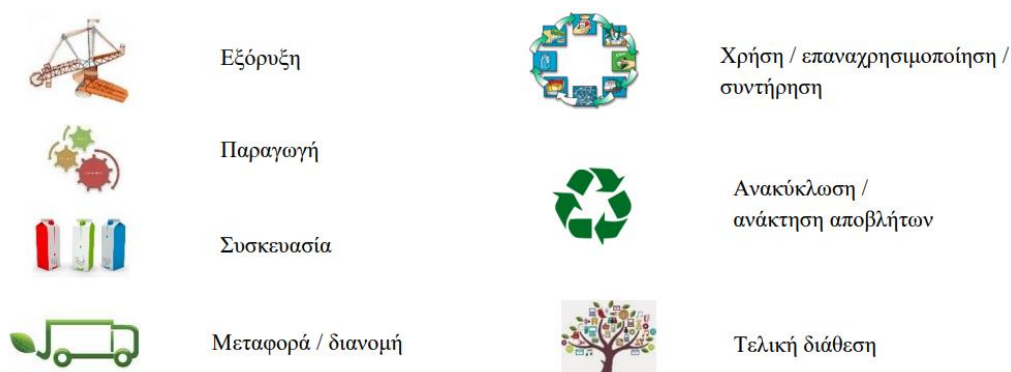 Εξόρυξη
Παραγωγή
Συσκευασία
Μεταφορά / διανομή
Χρήση / επαναχρησιμοποίηση /
συντήρηση
Ανακύκλωση /
ανάκτηση αποβλήτων
Τελική διάθεση